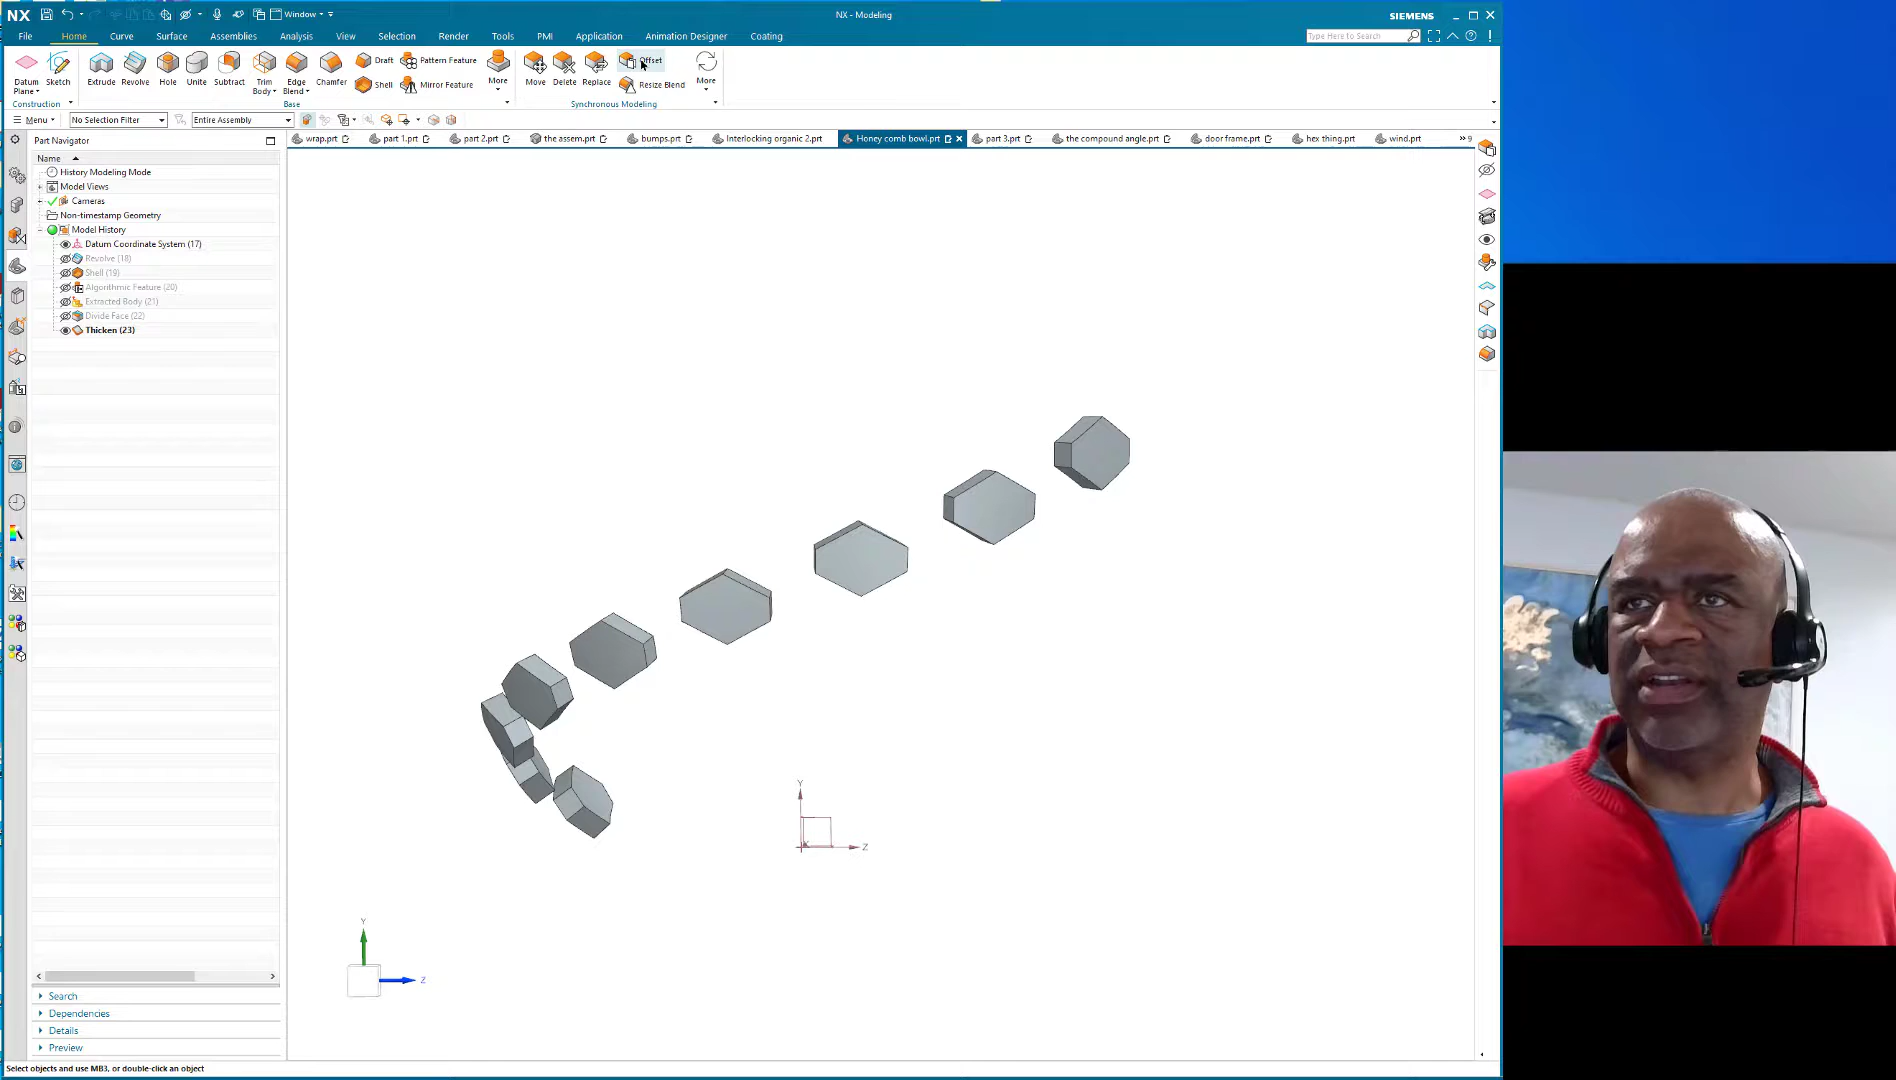 NX
Window
NX - Modeling
SIEMENS
File
Home
Curve
Surface
Assemblies
Analysis
View
Selection
Render
Tools
PMI
Application
Animation Designer
Coating
Type Here to Search
Datum Plane
Sketch
Extrude
Revolve
Hole
Unite
Subtract
Trim Body
Edge Blend
Chamfer
Draft
Shell
Pattern Feature
Mirror Feature
More
Move
Delete
Replace
Offset
Resize Blend
More
Construction
Base
Synchronous Modeling
Menu
No Selection Filter
Entire Assembly
Part Navigator
wrap.prt
part 1.prt
part 2.prt
the assem.prt
bumps.prt
Interlocking organic 2.prt
Honey comb bowl.prt
part 3.prt
the compound angle.prt
door frame.prt
hex thing.prt
wind.prt
9
Name
History Modeling Mode
Model Views
Cameras
Non-timestamp Geometry
Model History
Datum Coordinate System (17)
Revolve (18)
Shell (19)
Algorithmic Feature (20)
Extracted Body (21)
Divide Face (22)
Thicken (23)
Y
Z
Y
Z
Search
Dependencies
Details
Preview
Select objects and use MB3, or double-click an object